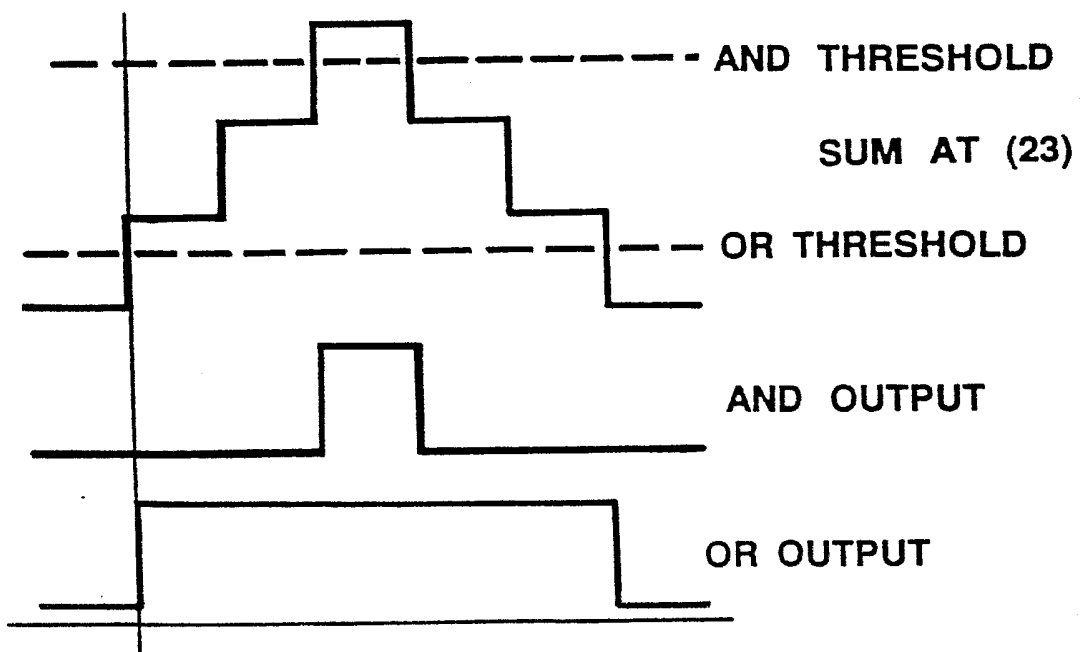 AND THRESHOLD
SUM AT (23)
OR THRESHOLD
AND OUTPUT
OR OUTPUT